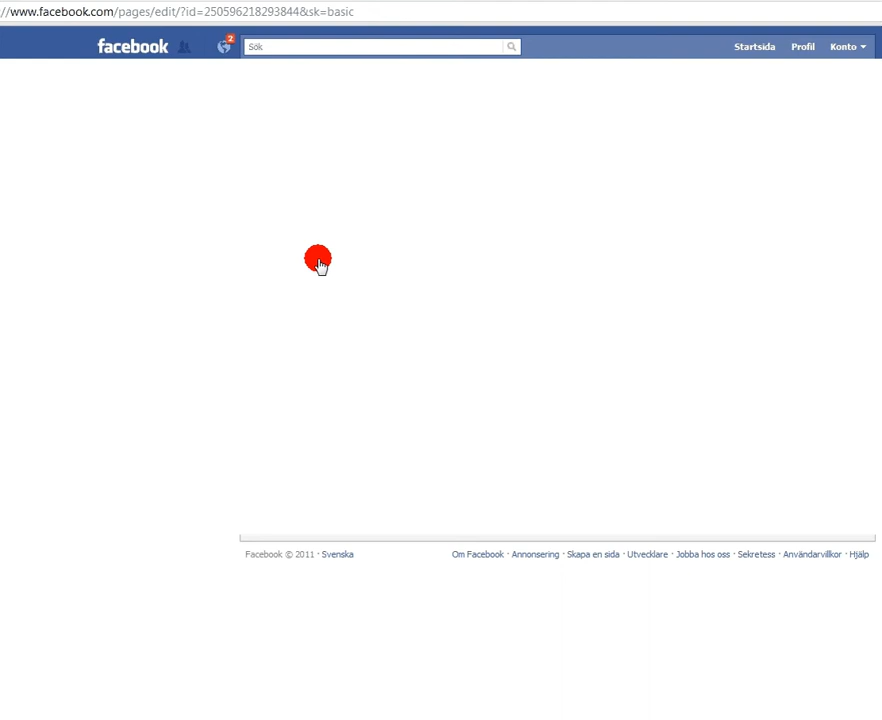 //www.facebook.com/pages/edit/?id=250596218293844&sk=basic
facebook 2 Sök Startsida Profil Konto
Facebook © 2011 · Svenska Om Facebook · Annonsering · Skapa en sida · Utvecklare · Jobba hos oss · Sekretess · Användarvillkor · Hjälp